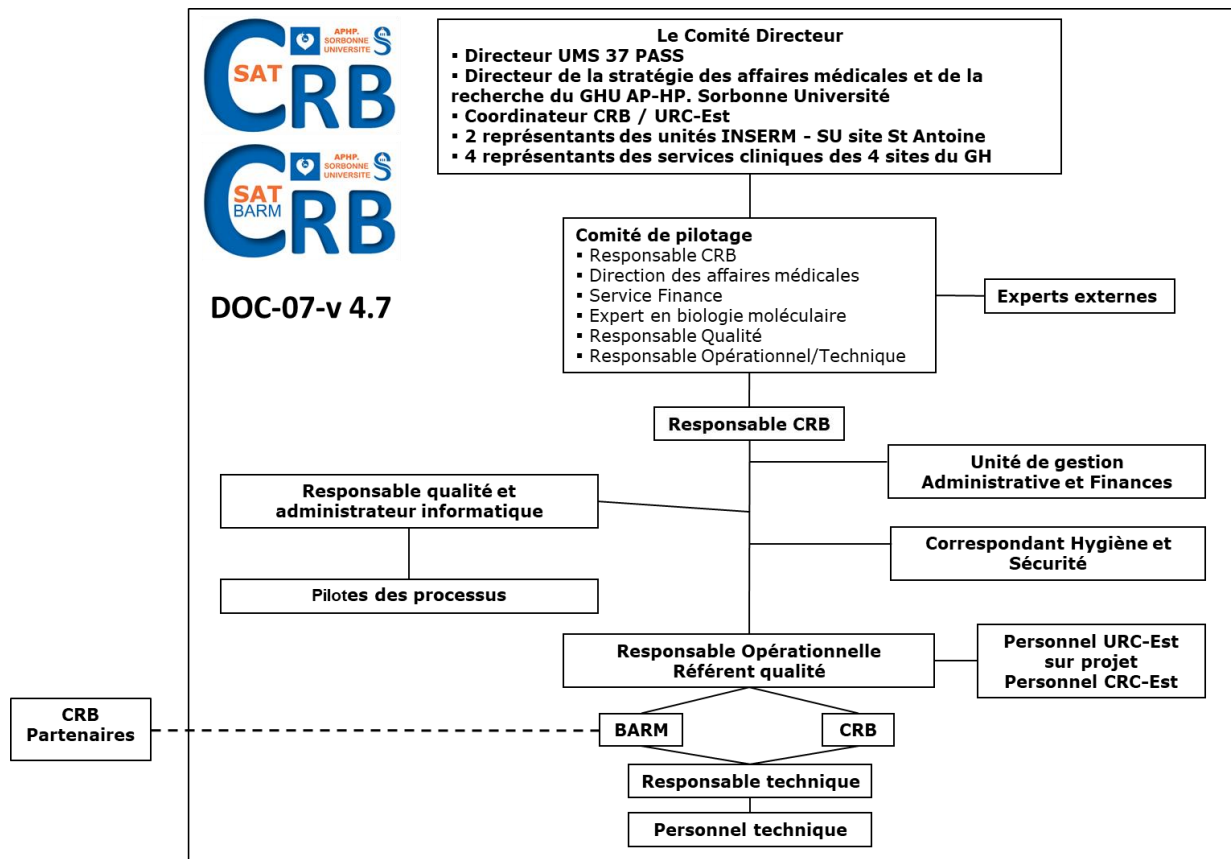 APHP.
SORBONNE
UNIVERSITE
SAT
CRB
APHP.
SORBONNE
UNIVERSITE
SAT
BARM
CRB
DOC-07-v 4.7
Le Comité Directeur
▪ Directeur UMS 37 PASS
▪ Directeur de la stratégie des affaires médicales et de la
recherche du GHU AP-HP. Sorbonne Université
▪ Coordinateur CRB / URC-Est
▪ 2 représentants des unités INSERM - SU site St Antoine
▪ 4 représentants des services cliniques des 4 sites du GH
Comité de pilotage
▪ Responsable CRB
▪ Direction des affaires médicales
▪ Service Finance
▪ Expert en biologie moléculaire
▪ Responsable Qualité
▪ Responsable Opérationnel/Technique
Experts externes
Responsable CRB
Unité de gestion
Administrative et Finances
Responsable qualité et
administrateur informatique
Correspondant Hygiène et
Sécurité
Pilotes des processus
Responsable Opérationnelle
Référent qualité
Personnel URC-Est
sur projet
Personnel CRC-Est
CRB
Partenaires
BARM
CRB
Responsable technique
Personnel technique